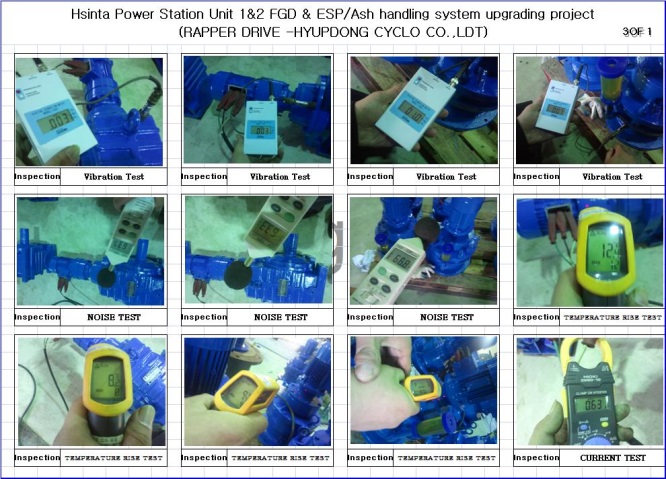 Hsinta Power Station Unit 1&2 FGD & ESP/Ash handling system upgrading project
(RAPPER DRIVE -HYUPDONG CYCLO CO.,LDT)
3OF 1
Inspection Vibration Test
Inspection Vibration Test
Inspection Vibration Test
Inspection Vibration Test
Inspection NOISE TEST
Inspection NOISE TEST
Inspection NOISE TEST
Inspection TEMPERATURE RISE TEST
0.63
Inspection TEMPERATURE RISE TEST
Inspection TEMPERATURE RISE TEST
Inspection TEMPERATURE RISE TEST
Inspection CURRENT TEST